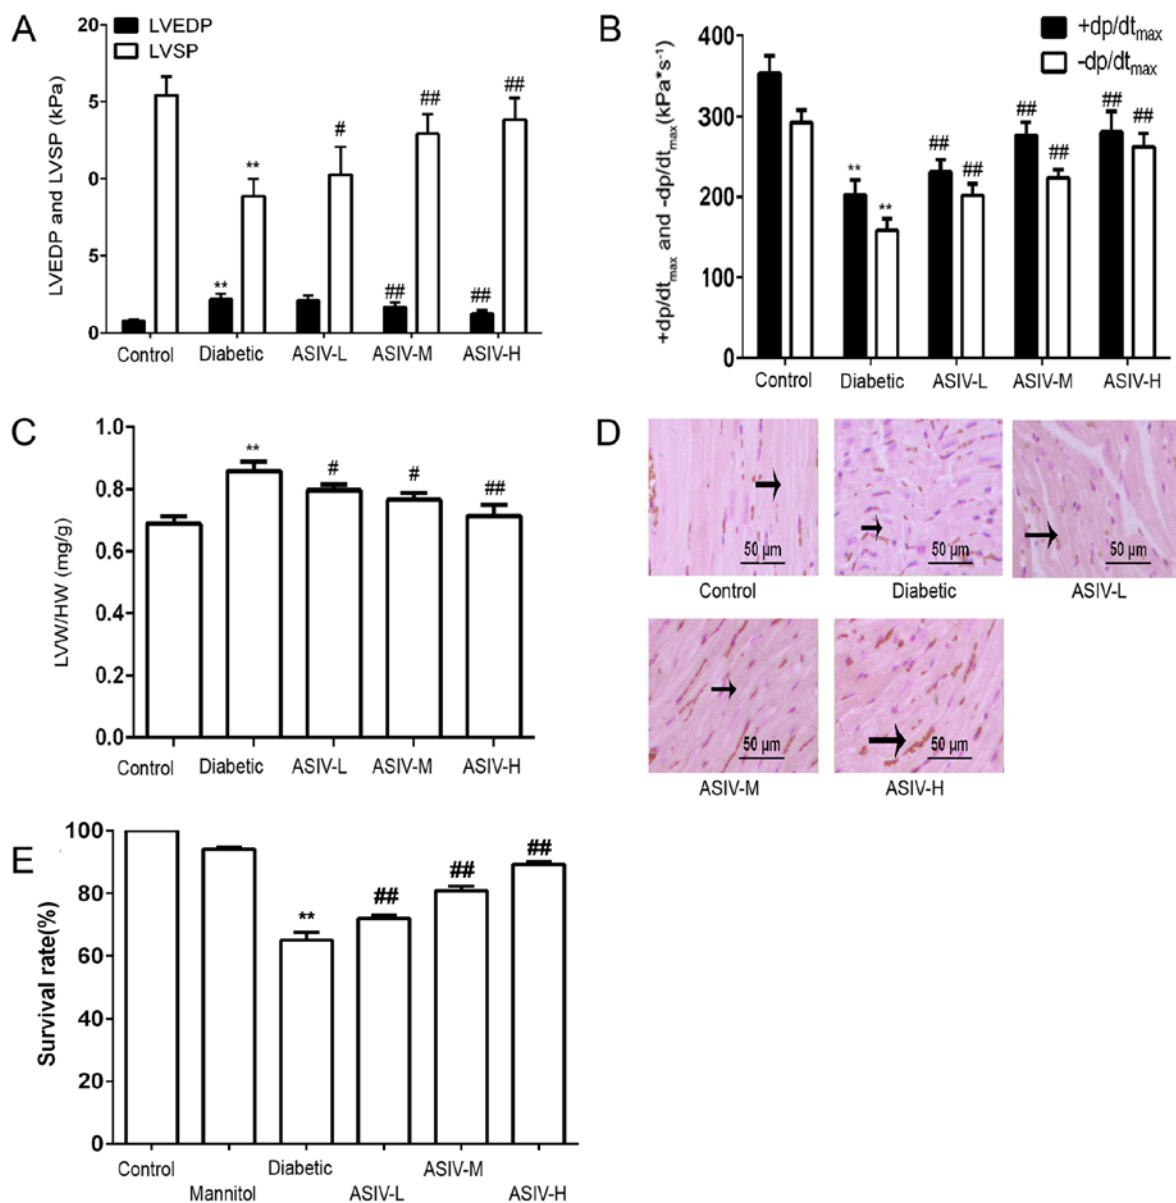 A
LVEDP
LVSP
LVEDP and LVSP (kPa)
20
5
0
5
0
**
**
#
##
##
##
##
Control Diabetic ASIV-L ASIV-M ASIV-H
B
+dp/dtmax
-dp/dtmax
+dp/dtmax and -dp/dtmax(kPa*s-1)
400
300
200
100
0
**
**
##
##
##
##
##
##
Control Diabetic ASIV-L ASIV-M ASIV-H
C
LVW/HW (mg/g)
1.0
0.8
0.6
0.4
0.2
0.0
**
#
#
##
Control Diabetic ASIV-L ASIV-M ASIV-H
D
50 μm
50 μm
50 μm
Control Diabetic ASIV-L
50 μm
50 μm
ASIV-M ASIV-H
E
Survival rate(%)
100
80
60
40
20
0
**
##
##
##
Control Diabetic ASIV-M
Mannitol ASIV-L ASIV-H